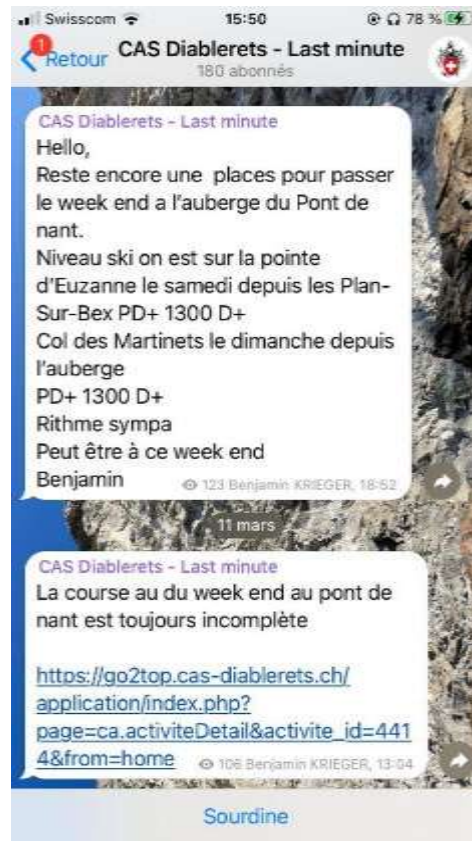 Swisscom 15:50 78 %
1
Retour CAS Diablerets - Last minute
180 abonnés
CAS Diablerets - Last minute
Hello,
Reste encore une places pour passer
le week end a l'auberge du Pont de
nant.
Niveau ski on est sur la pointe
d'Euzanne le samedi depuis les Plan-
Sur-Bex PD+ 1300 D+
Col des Martinets le dimanche depuis
l'auberge
PD+ 1300 D+
Rithme sympa
Peut être à ce week end
Benjamin 123 Benjamin KRIEGER, 18:52
11 mars
CAS Diablerets - Last minute
La course au du week end au pont de
nant est toujours incomplète
https://go2top.cas-diablerets.ch/
application/index.php?
page=ca.activiteDetail&activite_id=441
4&from=home 106 Benjamin KRIEGER, 13:04
Sourdine